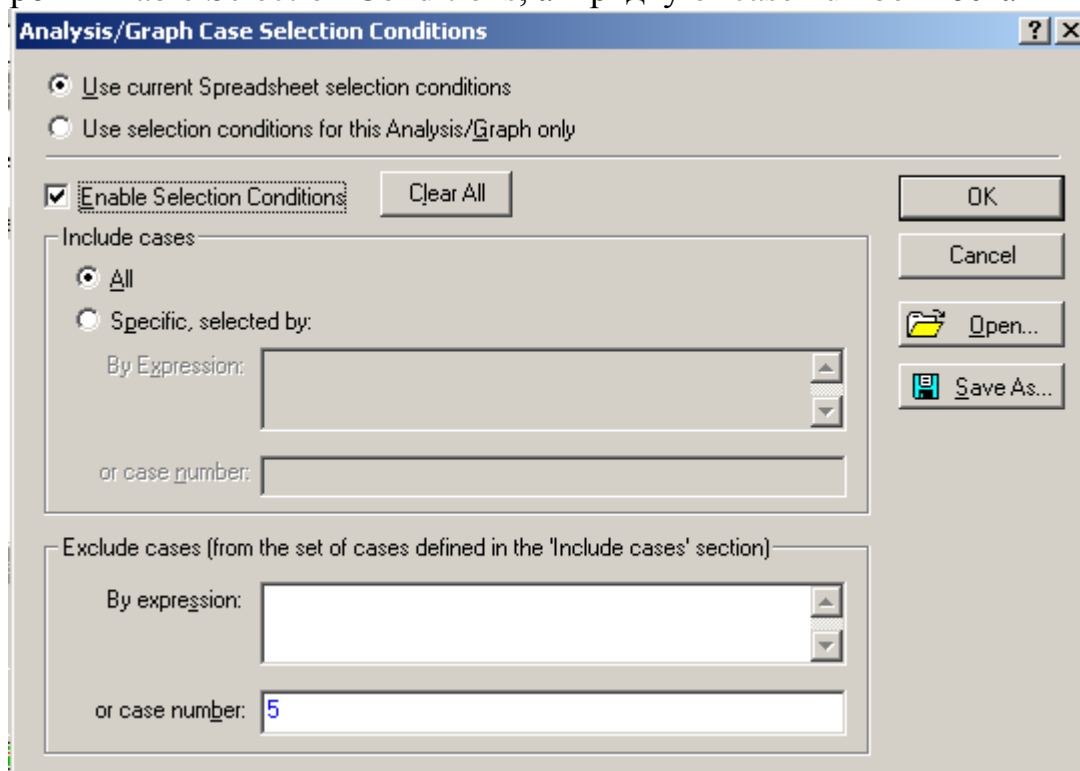 Analysis/Graph Case Selection Conditions
Use current Spreadsheet selection conditions
Use selection conditions for this Analysis/Graph only
Enable Selection Conditions
Clear All
OK
Include cases
Cancel
All
Specific, selected by:
Open...
By Expression:
Save As...
or case number:
Exclude cases (from the set of cases defined in the 'Include cases' section)
By expression:
or case number: 5